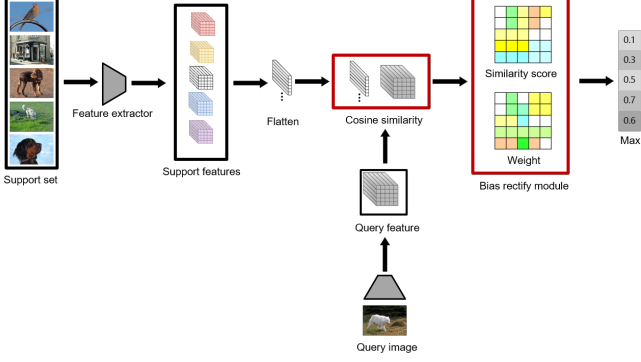 Support set
Feature extractor
Support features
Flatten
Cosine similarity
Query feature
Query image
Similarity score
Weight
Bias rectify module
0.1
0.3
0.5
0.7
0.6
Max